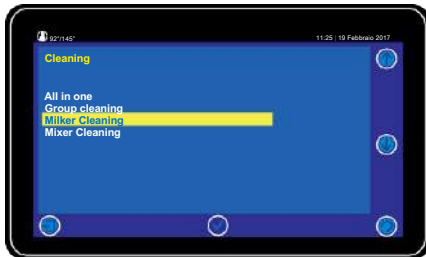 92°/145°
11:25 | 19 Febbraio 2017
Cleaning
All in one
Group cleaning
Milker Cleaning
Mixer Cleaning